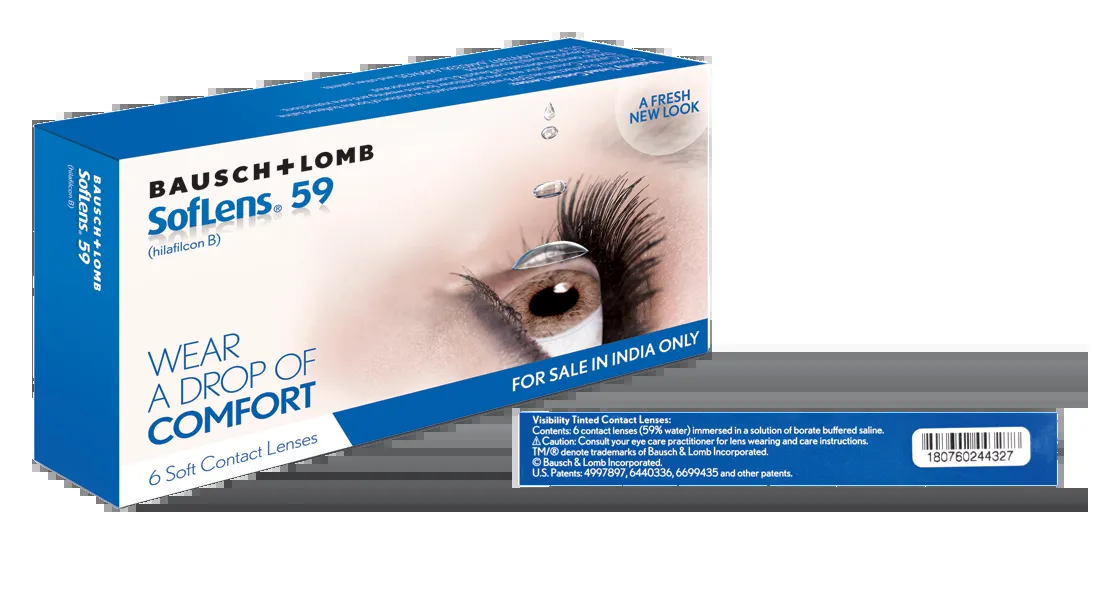 BAUSCH+LOMB
SofLens® 59
(hilafilcon B)
A FRESH
NEW LOOK
WEAR
A DROP OF
COMFORT
6 Soft Contact Lenses
FOR SALE IN INDIA ONLY
BAUSCH+LOMB
SofLens® 59
(hilafilcon B)
Visibility Tinted Contact Lenses:
Contents: 6 contact lenses (59% water) immersed in a solution of borate buffered saline.
⚠ Caution: Consult your eye care practitioner for lens wearing and care instructions.
TM/® denote trademarks of Bausch & Lomb Incorporated.
© Bausch & Lomb Incorporated.
U.S. Patents: 4997897, 6440336, 6699435 and other patents.
180760244327